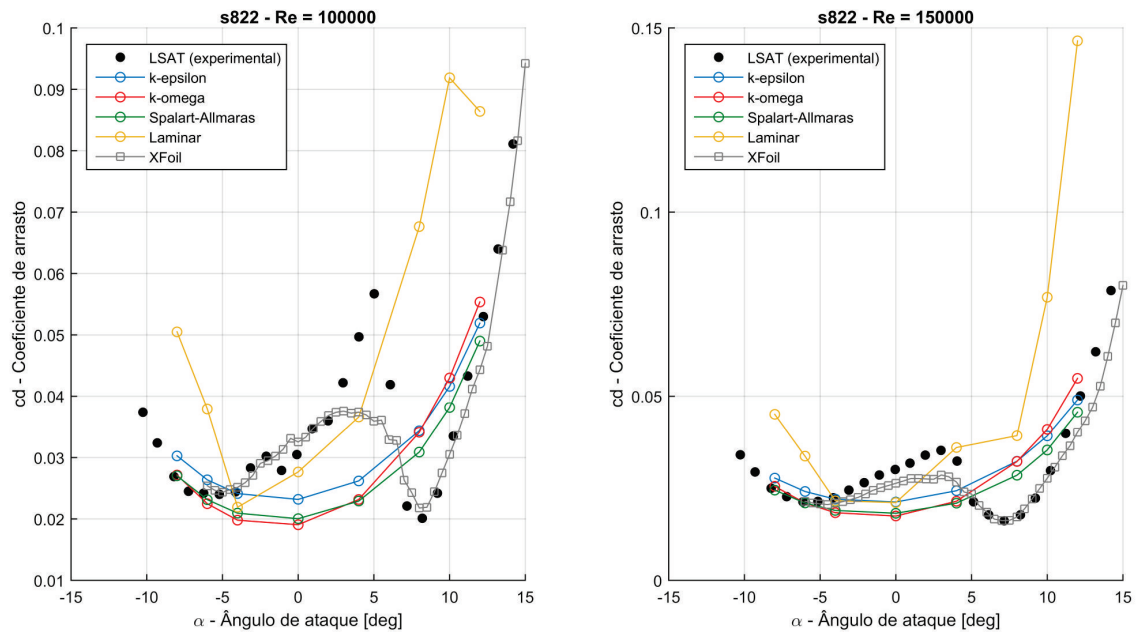 s822 - Re = 100000
0.1
0.09
0.08
0.07
0.06
0.05
0.04
0.03
0.02
0.01
cd - Coeficiente de arrasto
LSAT (experimental)
k-epsilon
k-omega
Spalart-Allmaras
Laminar
XFoil
-15 -10 -5 0 5 10 15
α - Ângulo de ataque [deg]
s822 - Re = 150000
0.15
0.1
0.05
0
cd - Coeficiente de arrasto
LSAT (experimental)
k-epsilon
k-omega
Spalart-Allmaras
Laminar
XFoil
-15 -10 -5 0 5 10 15
α - Ângulo de ataque [deg]